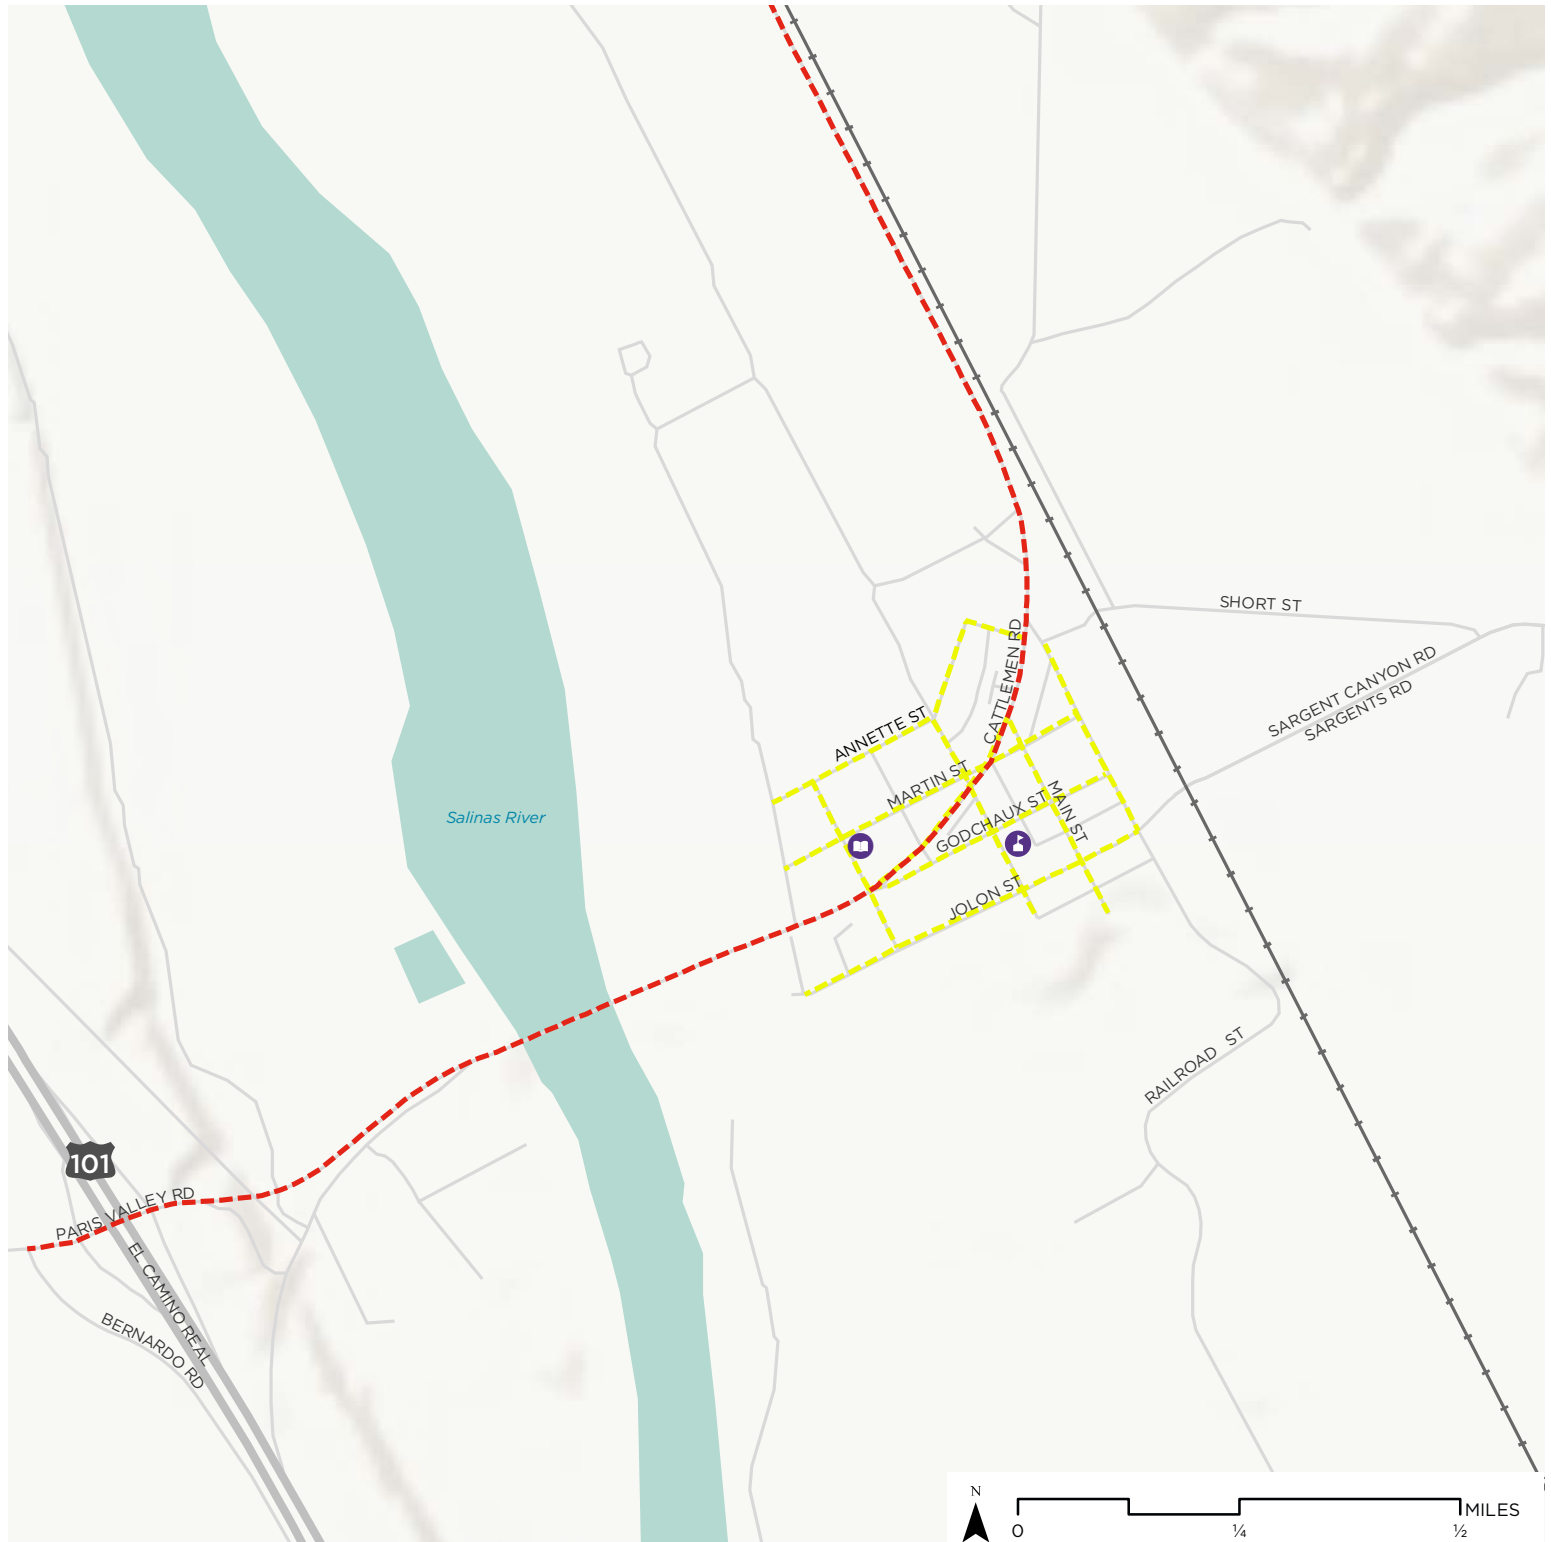 SHORT ST
CATTLEMEN RD
SARGENT CANYON RD
SARGENTS RD
ANNETTE ST
MARTIN ST
MAIN ST
GODCHAUX ST
Salinas River
JOLON ST
RAILROAD ST
101
PARIS VALLEY RD
EL CAMINO REAL
BERNARDO RD
N
MILES
0
¼
½